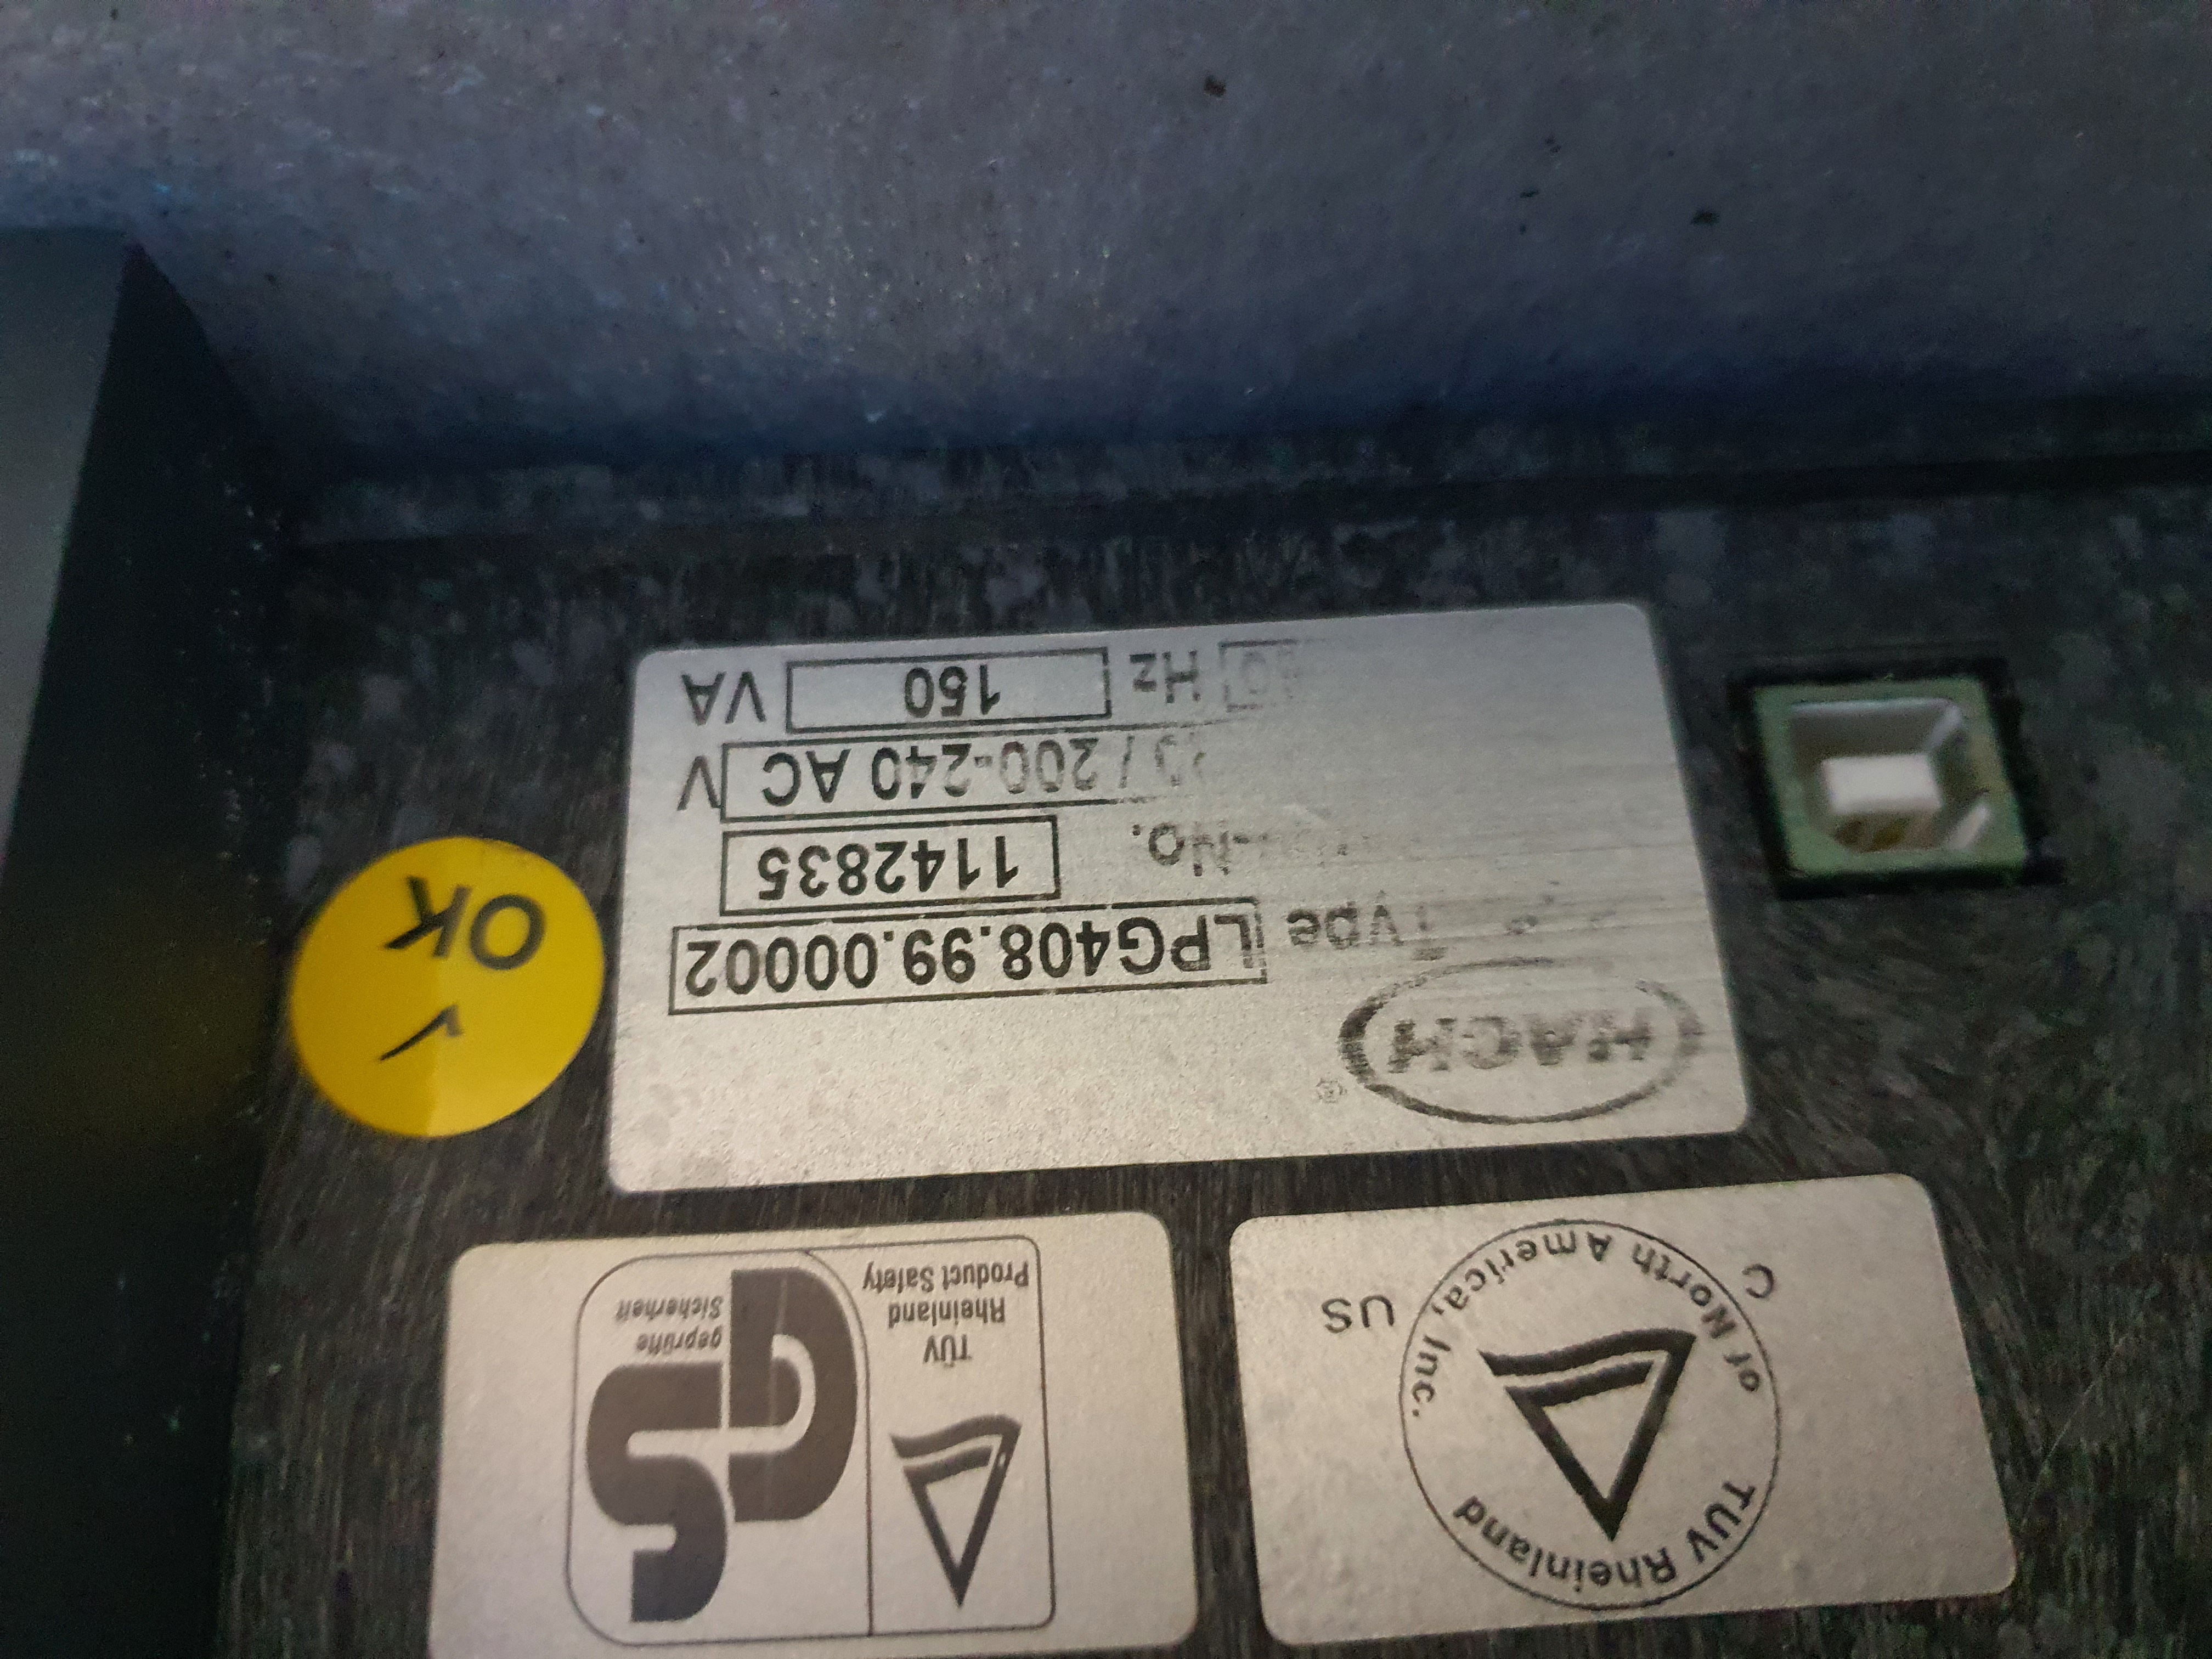 HACH
®
Type LPG408.99.00002
No. 1142835
/ 200-240 AC V
Hz 150 VA
OK
C US
TUV Rheinland
of North America, Inc.
TÜV
Rheinland
Product Safety
GS
geprüfte
Sicherheit